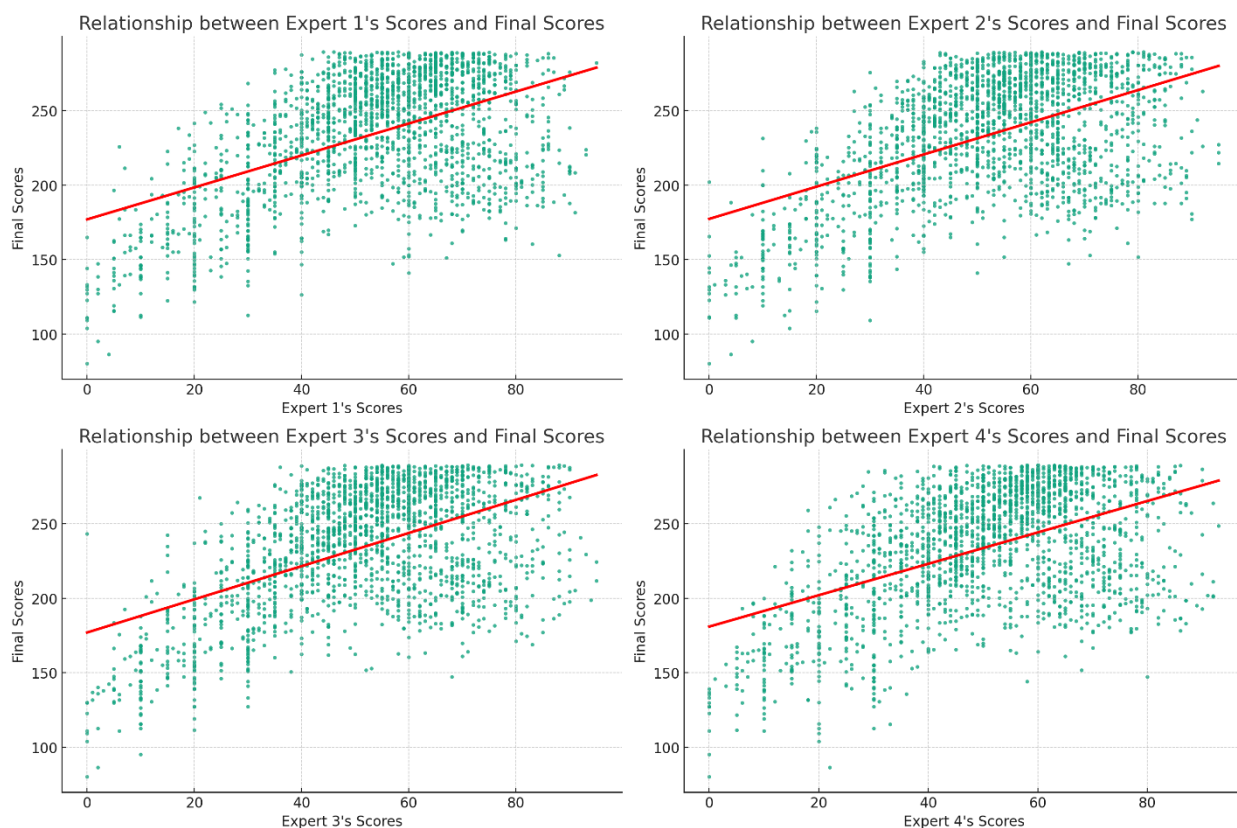 Relationship between Expert 1's Scores and Final Scores
Final Scores
250
200
150
100
0 20 40 60 80
Expert 1's Scores
Relationship between Expert 2's Scores and Final Scores
Final Scores
250
200
150
100
0 20 40 60 80
Expert 2's Scores
Relationship between Expert 3's Scores and Final Scores
Final Scores
250
200
150
100
0 20 40 60 80
Expert 3's Scores
Relationship between Expert 4's Scores and Final Scores
Final Scores
250
200
150
100
0 20 40 60 80
Expert 4's Scores